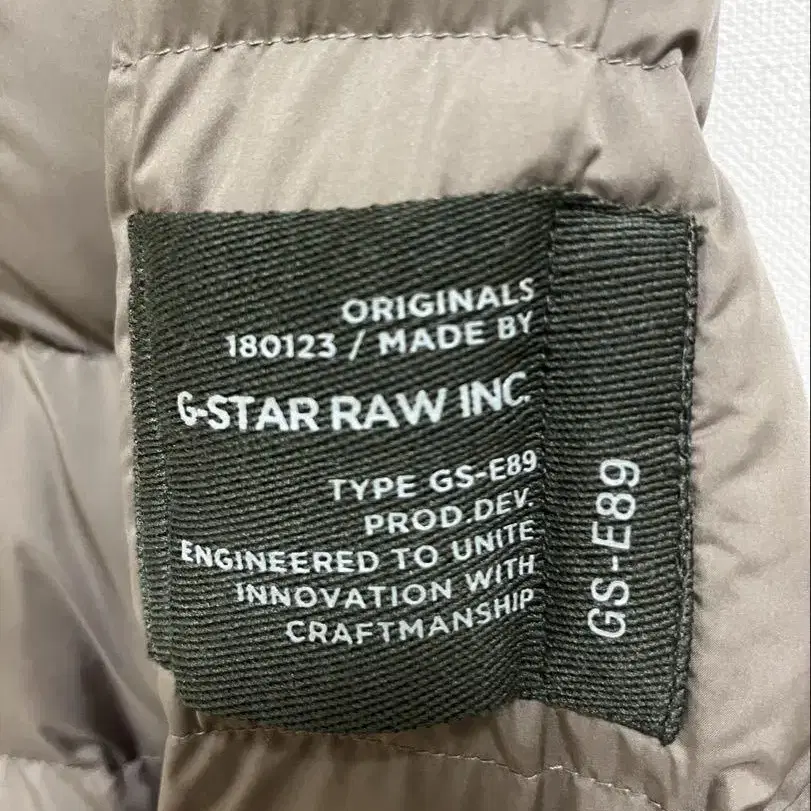 ORIGINALS
180123 / MADE BY
G-STAR RAW INC.
TYPE GS-E89
PROD.DEV.
ENGINEERED TO UNITE
INNOVATION WITH
CRAFTMANSHIP
GS-E89